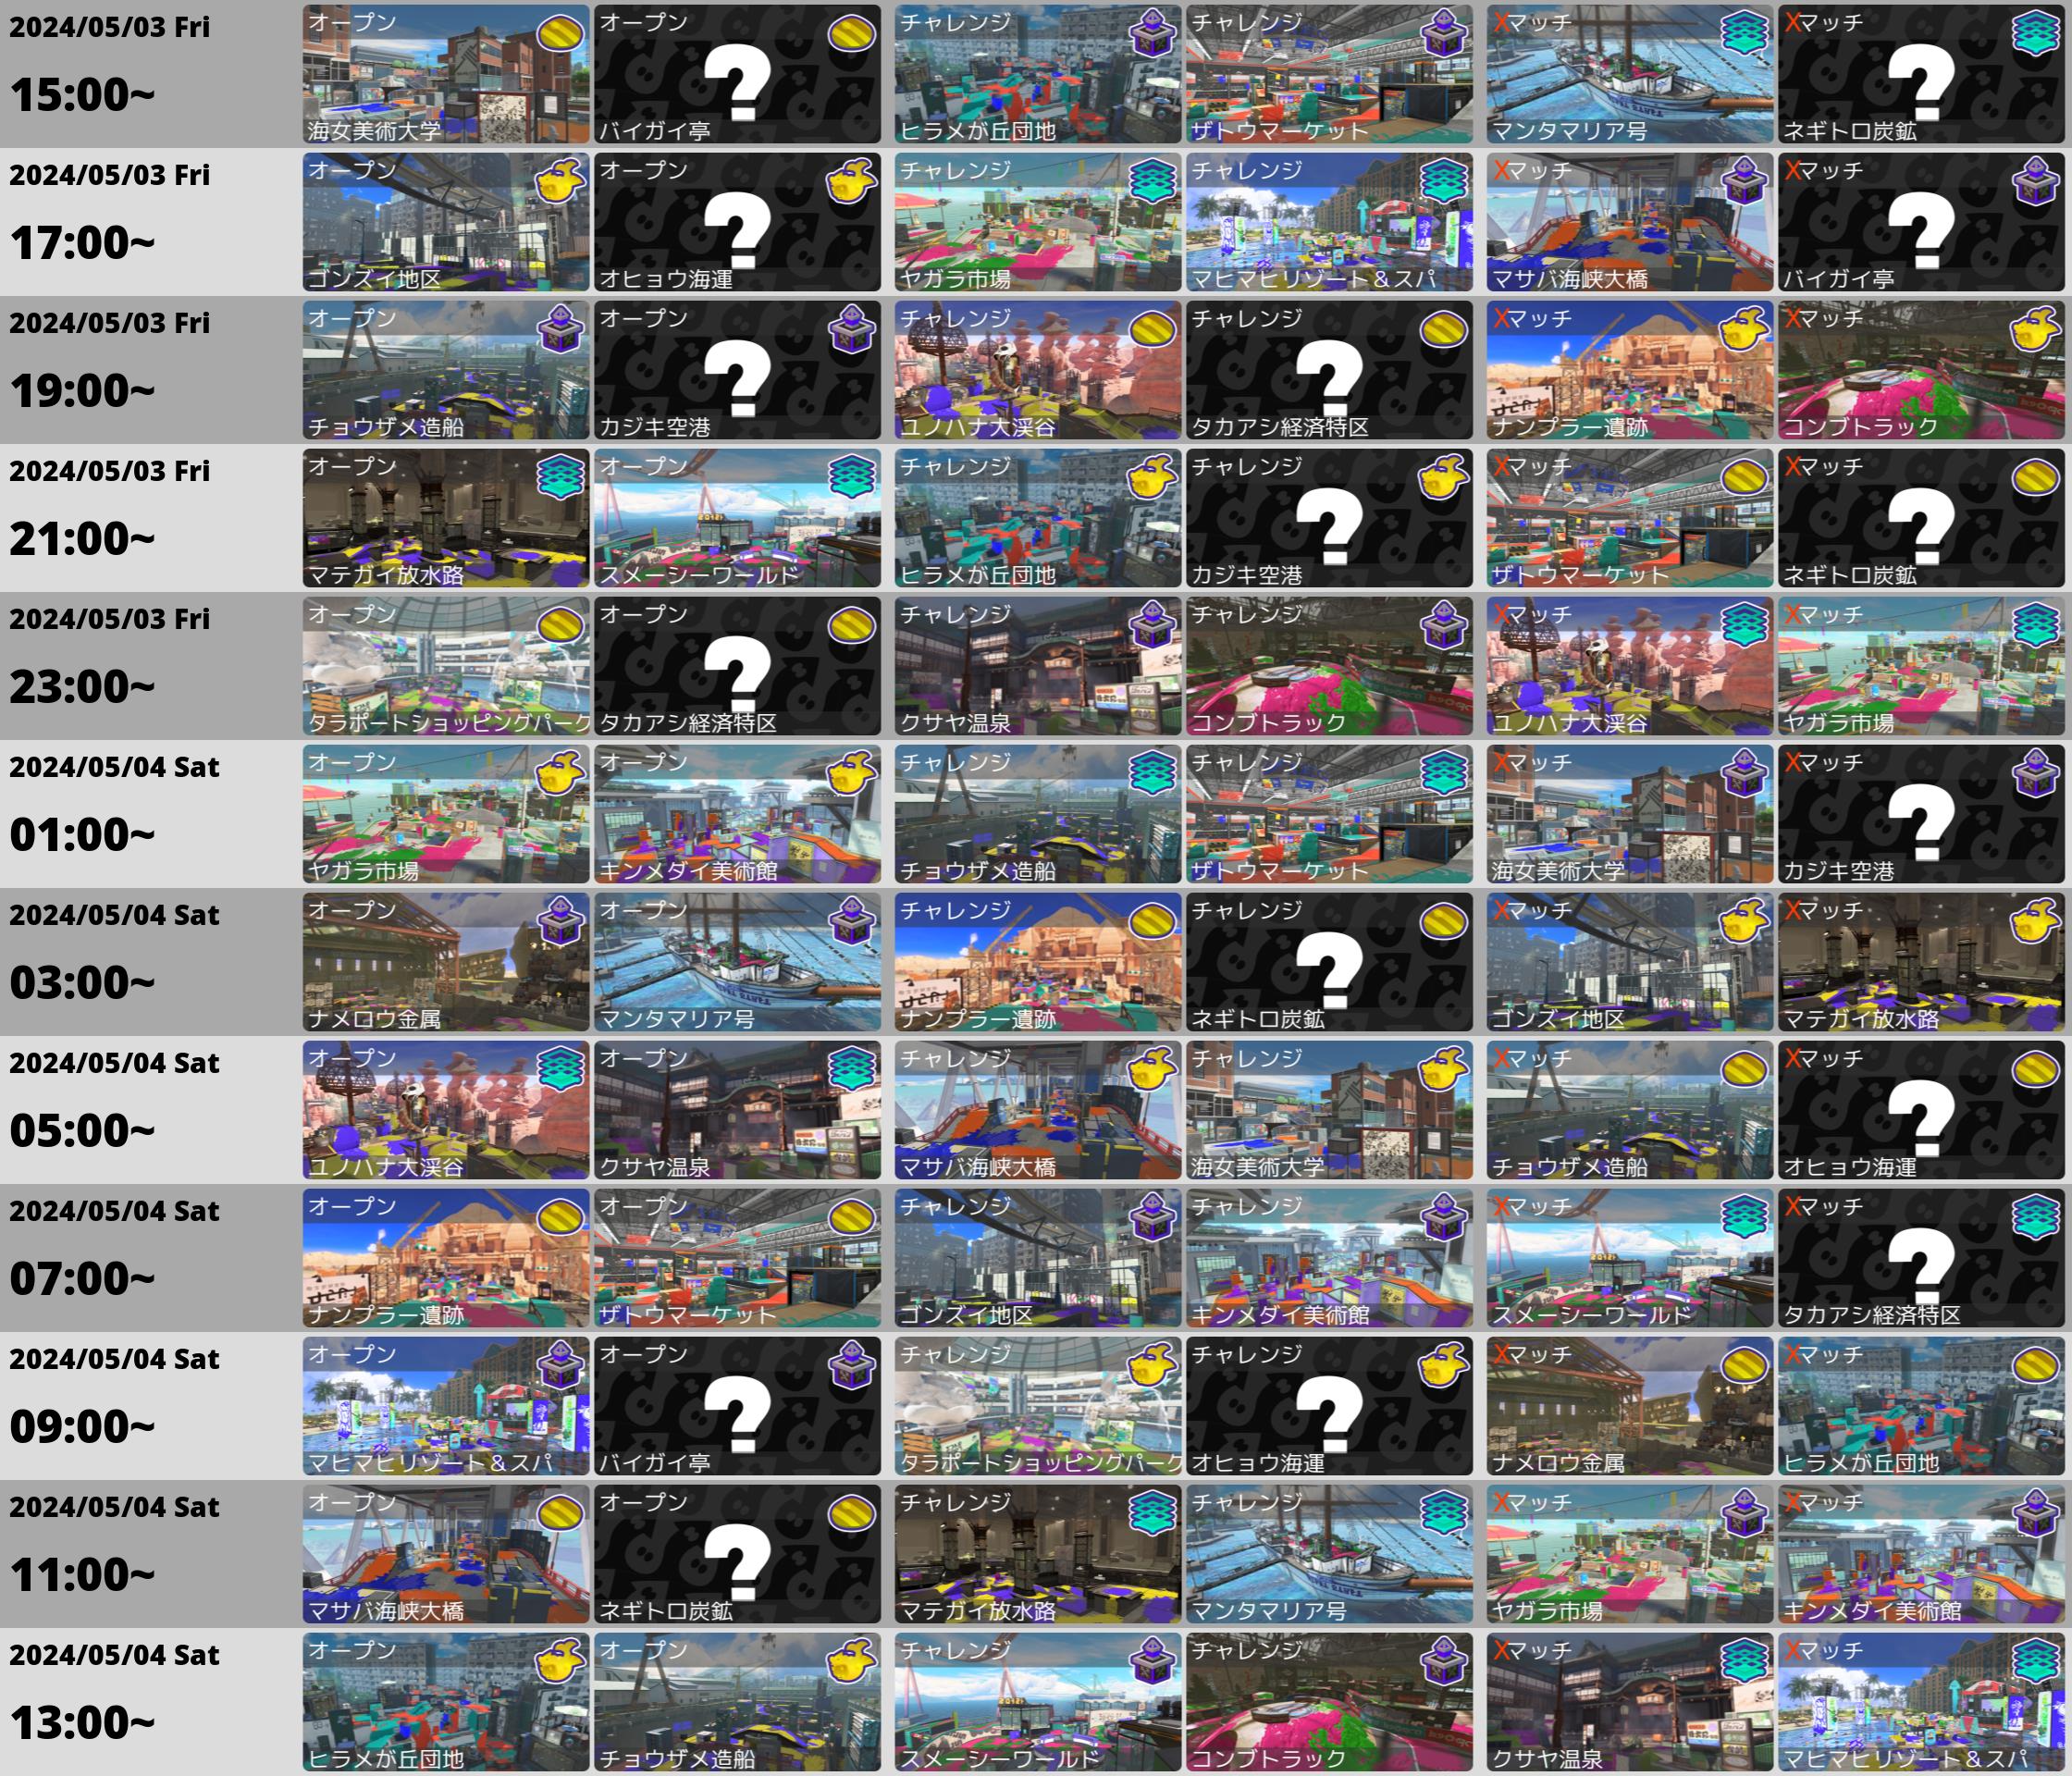 2024/05/03 Fri
15:00~
オープン オープン チャレンジ チャレンジ Xマッチ Xマッチ
海女美術大学 バイガイ亭 ヒラメが丘団地 ザトウマーケット マンタマリア号 ネギトロ炭鉱
2024/05/03 Fri
17:00~
オープン オープン チャレンジ チャレンジ Xマッチ Xマッチ
ゴンズイ地区 オヒョウ海運 ヤガラ市場 マヒマヒリゾート&スパ マサバ海峡大橋 バイガイ亭
2024/05/03 Fri
19:00~
オープン オープン チャレンジ チャレンジ Xマッチ Xマッチ
チョウザメ造船 カジキ空港 ユノハナ大渓谷 タカアシ経済特区 ナンプラー遺跡 コンブトラック
2024/05/03 Fri
21:00~
オープン オープン チャレンジ チャレンジ Xマッチ Xマッチ
マテガイ放水路 スメーシーワールド ヒラメが丘団地 カジキ空港 ザトウマーケット ネギトロ炭鉱
2024/05/03 Fri
23:00~
オープン オープン チャレンジ チャレンジ Xマッチ Xマッチ
タラポートショッピングパーク タカアシ経済特区 クサヤ温泉 コンブトラック ユノハナ大渓谷 ヤガラ市場
2024/05/04 Sat
01:00~
オープン オープン チャレンジ チャレンジ Xマッチ Xマッチ
ヤガラ市場 キンメダイ美術館 チョウザメ造船 ザトウマーケット 海女美術大学 カジキ空港
2024/05/04 Sat
03:00~
オープン オープン チャレンジ チャレンジ Xマッチ Xマッチ
ナメロウ金属 マンタマリア号 ナンプラー遺跡 ネギトロ炭鉱 ゴンズイ地区 マテガイ放水路
2024/05/04 Sat
05:00~
オープン オープン チャレンジ チャレンジ Xマッチ Xマッチ
ユノハナ大渓谷 クサヤ温泉 マサバ海峡大橋 海女美術大学 チョウザメ造船 オヒョウ海運
2024/05/04 Sat
07:00~
オープン オープン チャレンジ チャレンジ Xマッチ Xマッチ
ナンプラー遺跡 ザトウマーケット ゴンズイ地区 キンメダイ美術館 スメーシーワールド タカアシ経済特区
2024/05/04 Sat
09:00~
オープン オープン チャレンジ チャレンジ Xマッチ Xマッチ
マヒマヒリゾート&スパ バイガイ亭 タラポートショッピングパーク オヒョウ海運 ナメロウ金属 ヒラメが丘団地
2024/05/04 Sat
11:00~
オープン オープン チャレンジ チャレンジ Xマッチ Xマッチ
マサバ海峡大橋 ネギトロ炭鉱 マテガイ放水路 マンタマリア号 ヤガラ市場 キンメダイ美術館
2024/05/04 Sat
13:00~
オープン オープン チャレンジ チャレンジ Xマッチ Xマッチ
ヒラメが丘団地 チョウザメ造船 スメーシーワールド コンブトラック クサヤ温泉 マヒマヒリゾート&スパ